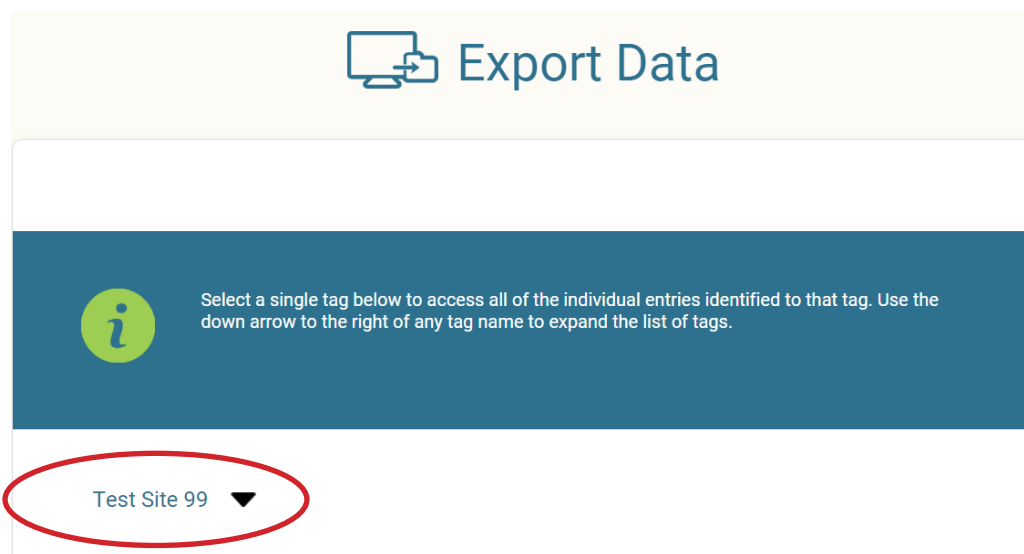 Export Data
Select a single tag below to access all of the individual entries identified to that tag. Use the
down arrow to the right of any tag name to expand the list of tags.
Test Site 99